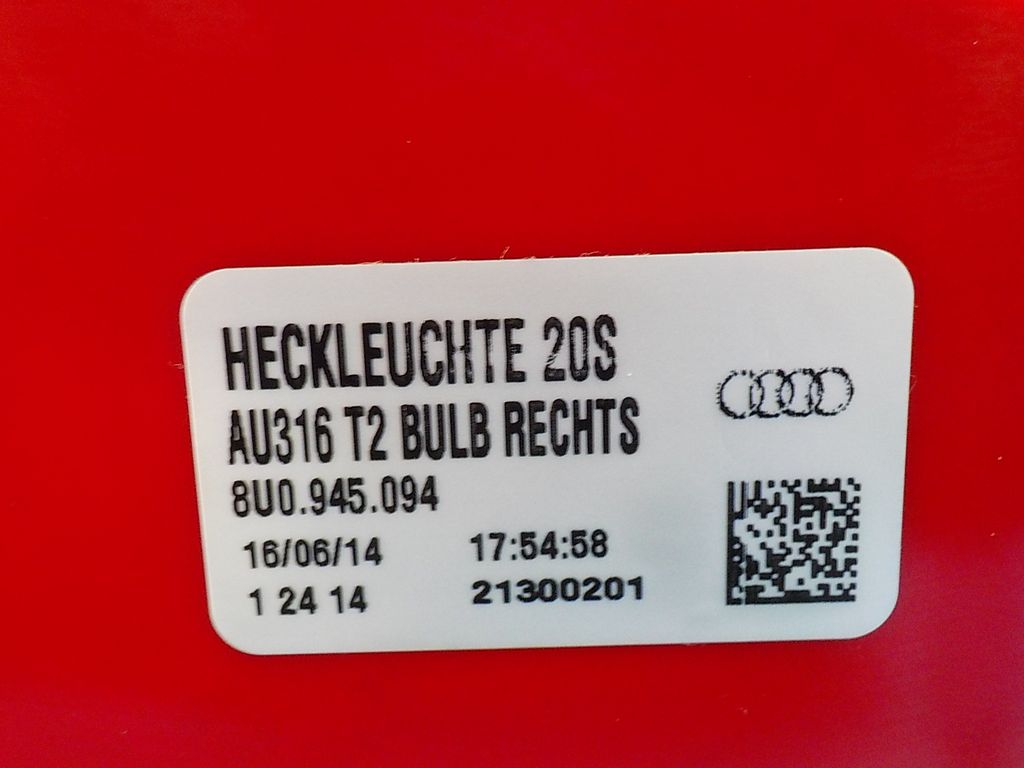 HECKLEUCHTE 20S
AU316 T2 BULB RECHTS
8U0.945.094
16/06/14 17:54:58
1 24 14 21300201